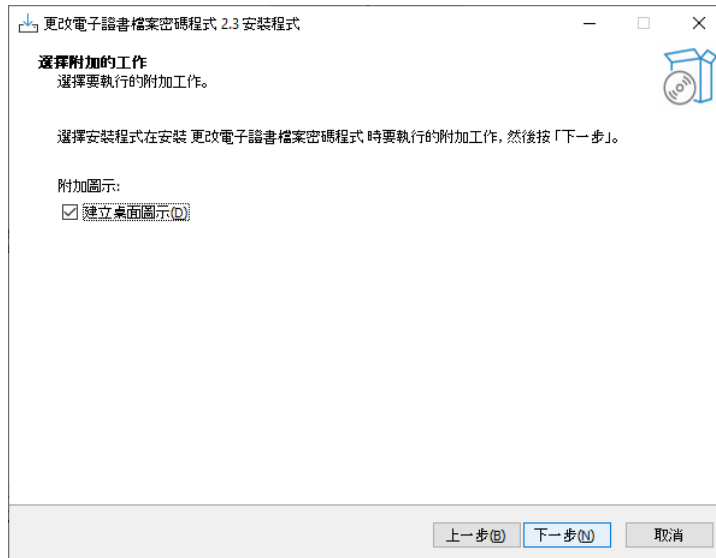 更改電子證書檔案密碼程式 2.3 安裝程式
選擇附加的工作
選擇要執行的附加工作。
選擇安裝程式在安裝 更改電子證書檔案密碼程式 時要執行的附加工作，然後按「下一步」。
附加圖示:
建立桌面圖示(D)
上一步(B) 下一步(N) 取消